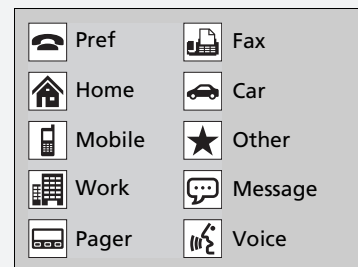 Pref
Home
Mobile
Work
Pager
Fax
Car
Other
Message
Voice